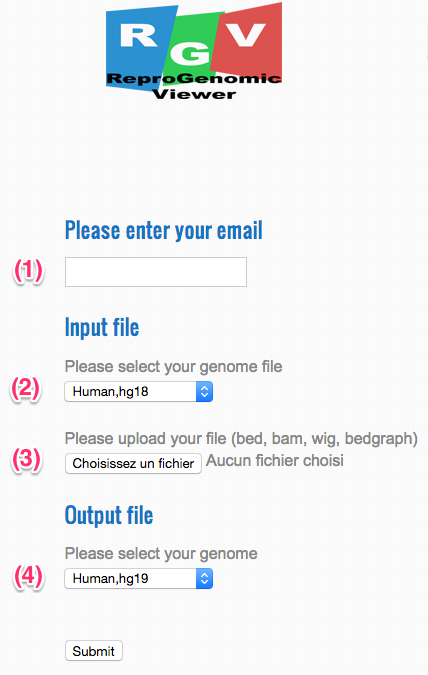 R G V
ReproGenomic
Viewer
Please enter your email
(1)
Input file
Please select your genome file
(2) Human,hg18
Please upload your file (bed, bam, wig, bedgraph)
(3) Choisissez un fichier Aucun fichier choisi
Output file
Please select your genome
(4) Human,hg19
Submit